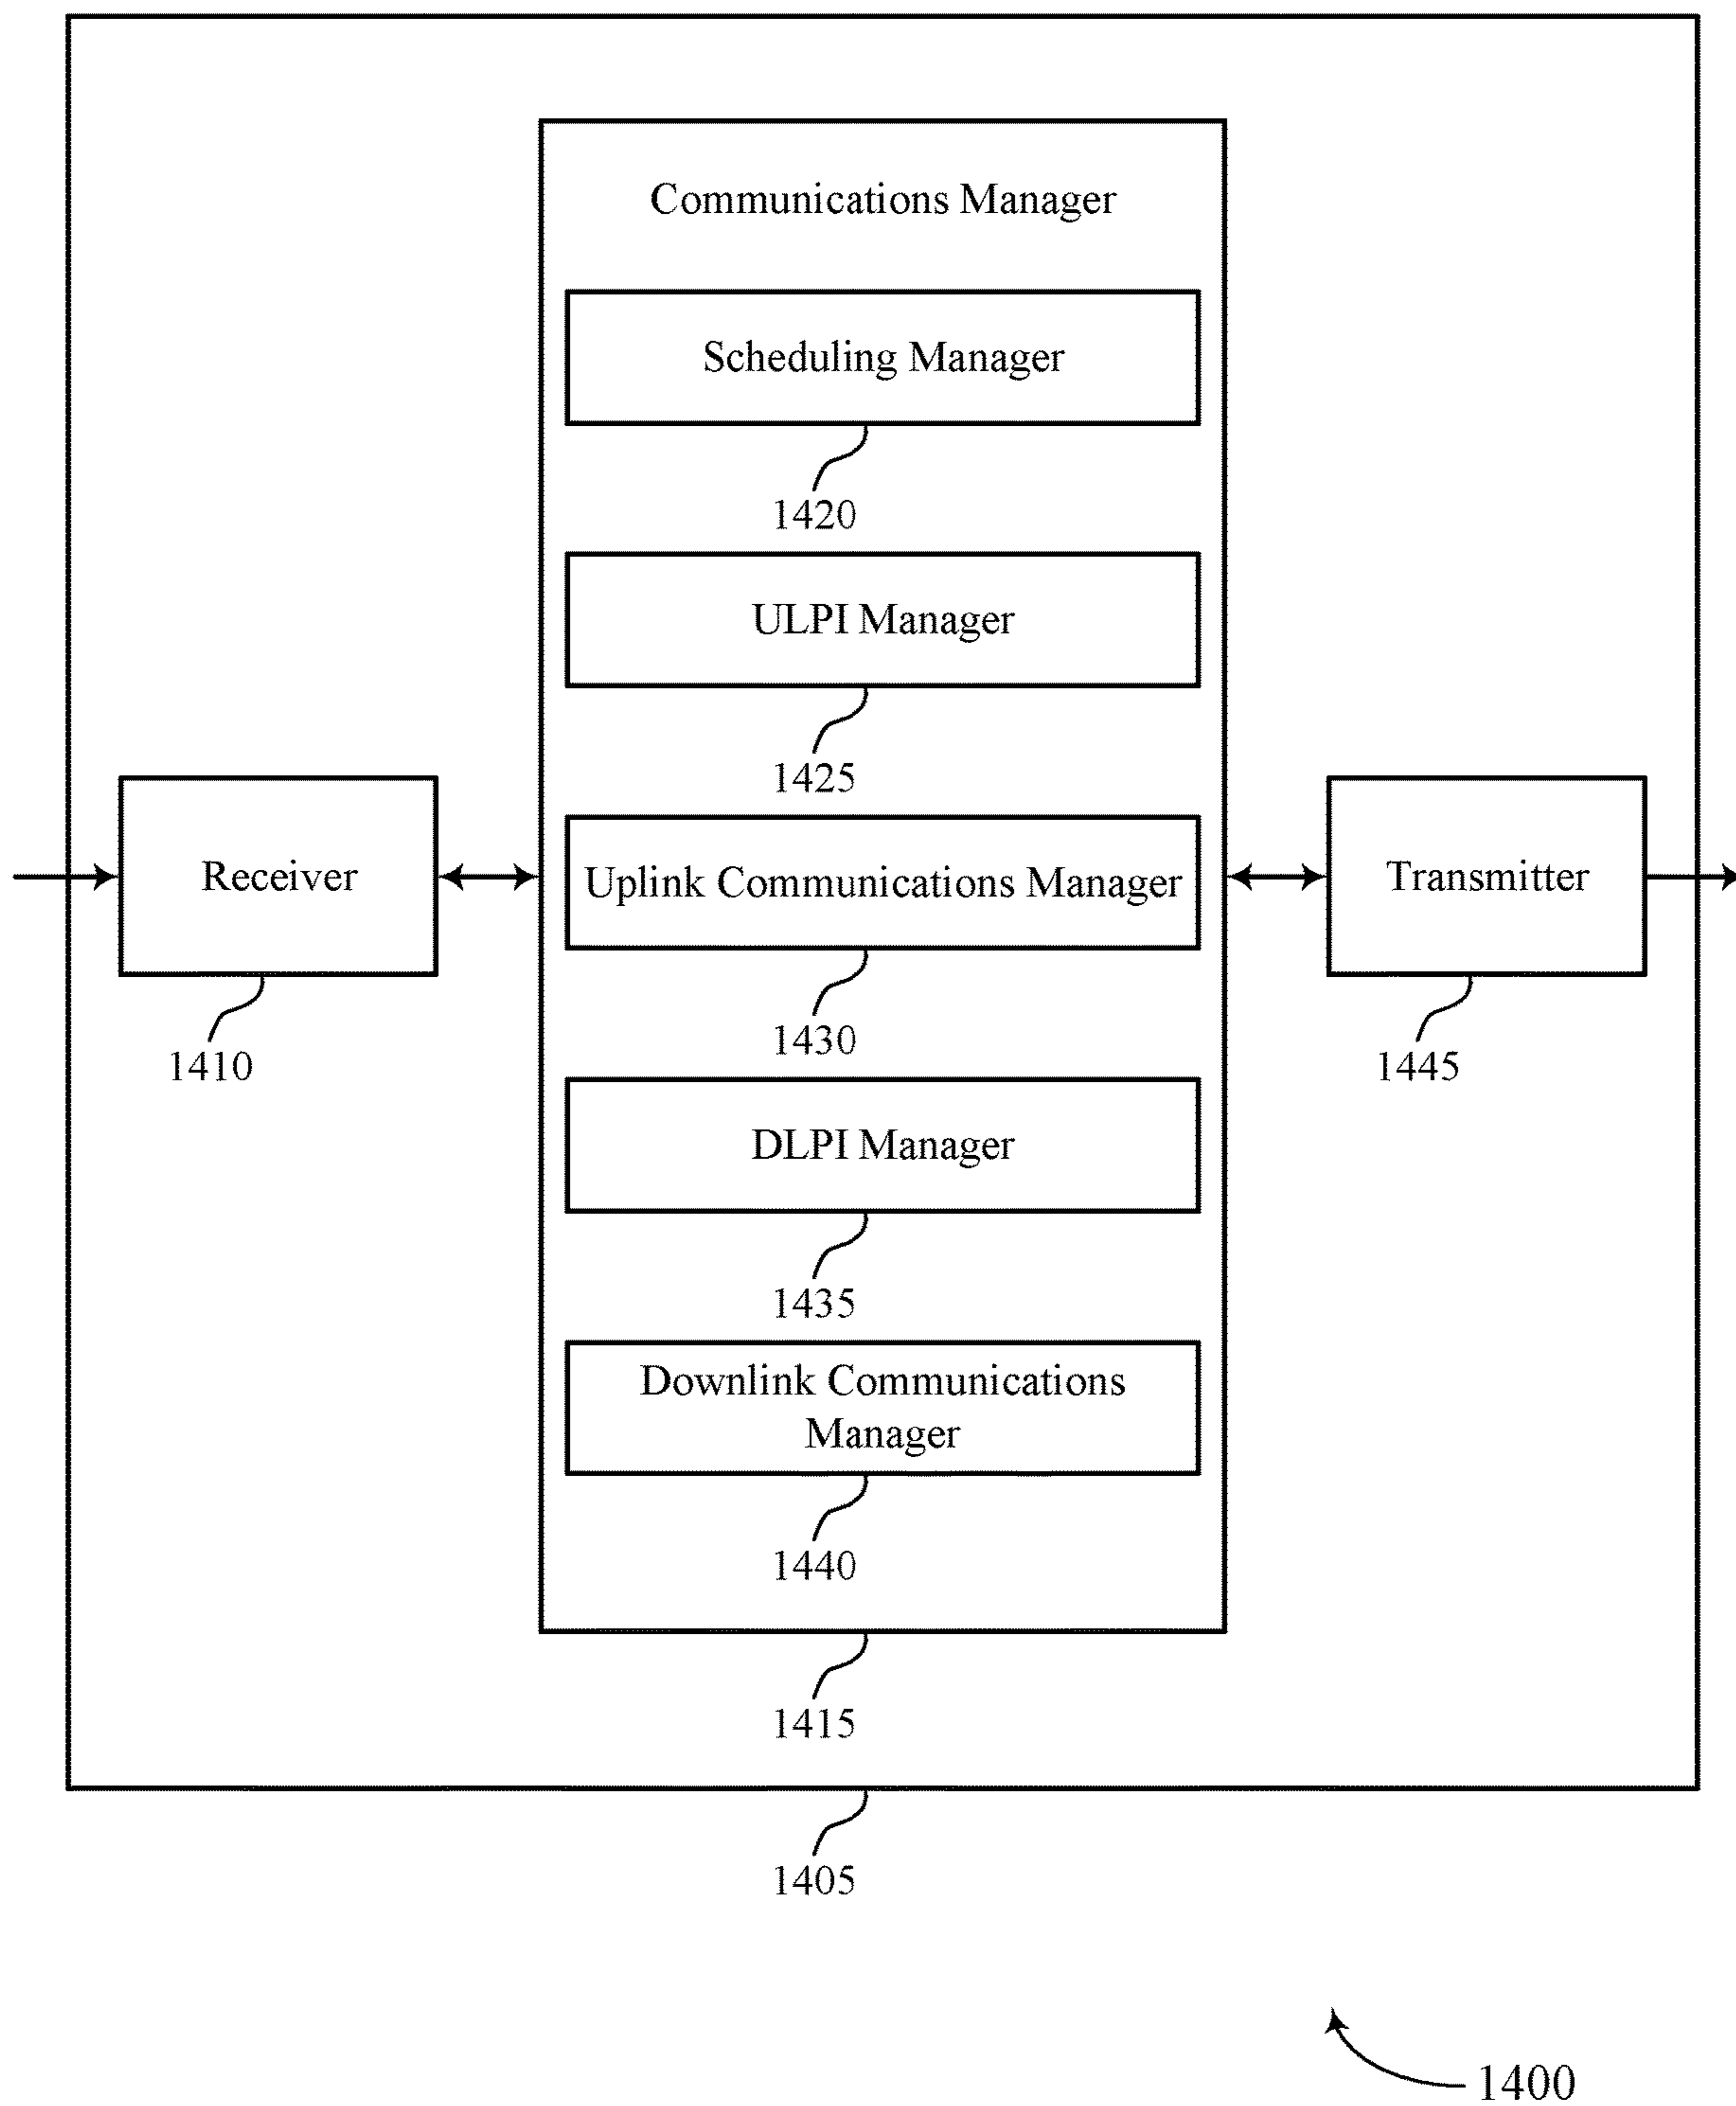 Communications Manager
Scheduling Manager
1420
ULPI Manager
1425
Receiver
1410
Uplink Communications Manager
1430
Transmitter
1445
DLPI Manager
1435
Downlink Communications
Manager
1440
1415
1405
1400